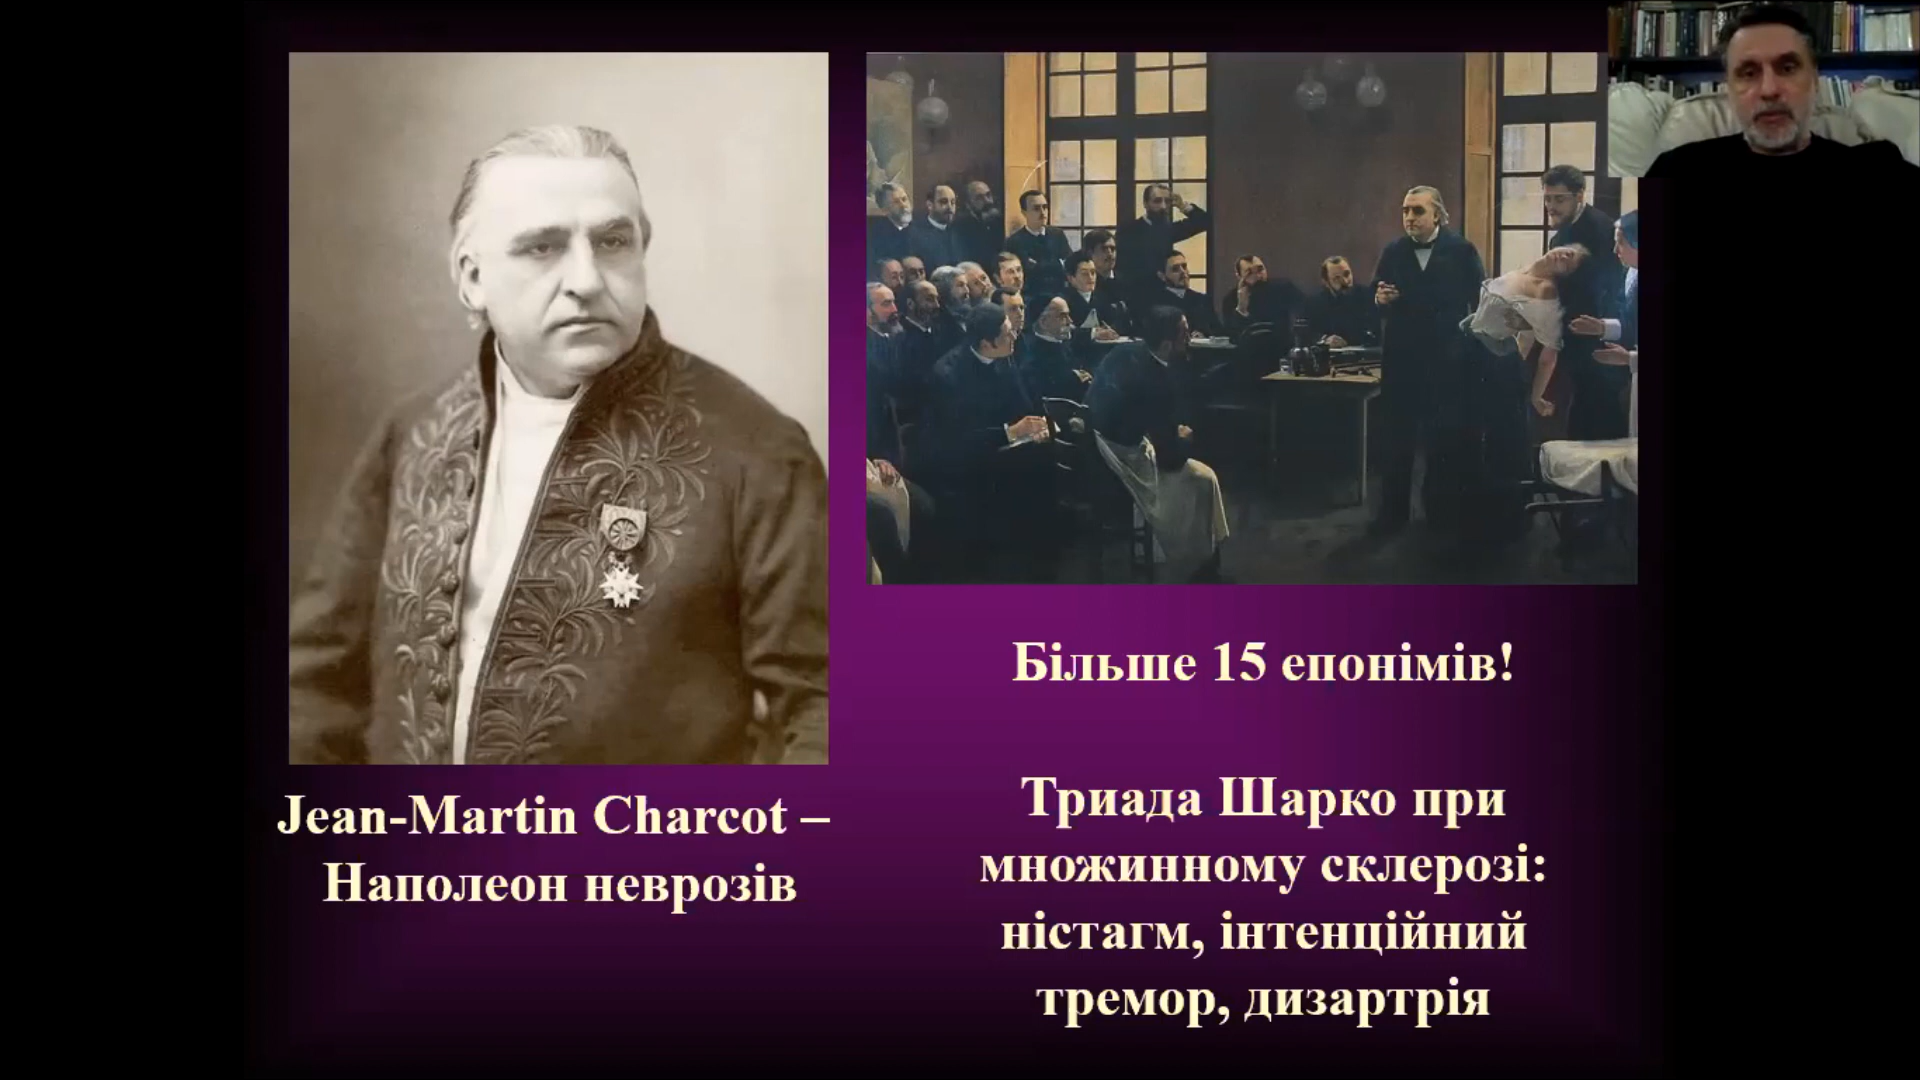 Jean-Martin Charcot –
Наполеон неврозів
Більше 15 епонімів!
Триада Шарко при
множинному склерозі:
ністагм, інтенційний
тремор, дизартрія